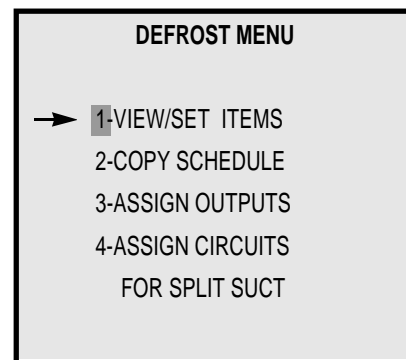 DEFROST MENU
1-VIEW/SET ITEMS
2-COPY SCHEDULE
3-ASSIGN OUTPUTS
4-ASSIGN CIRCUITS
FOR SPLIT SUCT